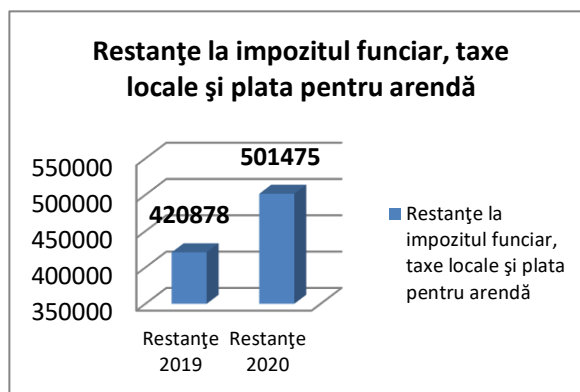 Restanţe la impozitul funciar, taxe
locale şi plata pentru arendă
550000
500000
450000
400000
350000
420878
501475
Restanţe
2019
Restanţe
2020
Restanţe la
impozitul funciar,
taxe locale şi plata
pentru arendă